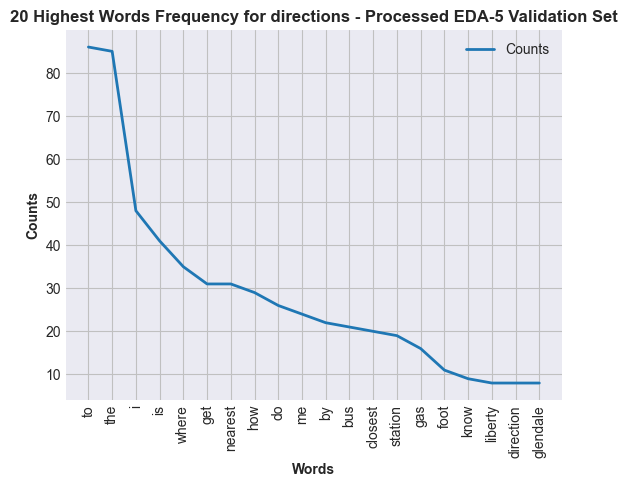 20 Highest Words Frequency for directions - Processed EDA-5 Validation Set
Counts
Counts
80
70
60
50
40
30
20
10
to
the
i
is
where
get
nearest
how
do
me
by
bus
closest
station
gas
foot
know
liberty
direction
glendale
Words